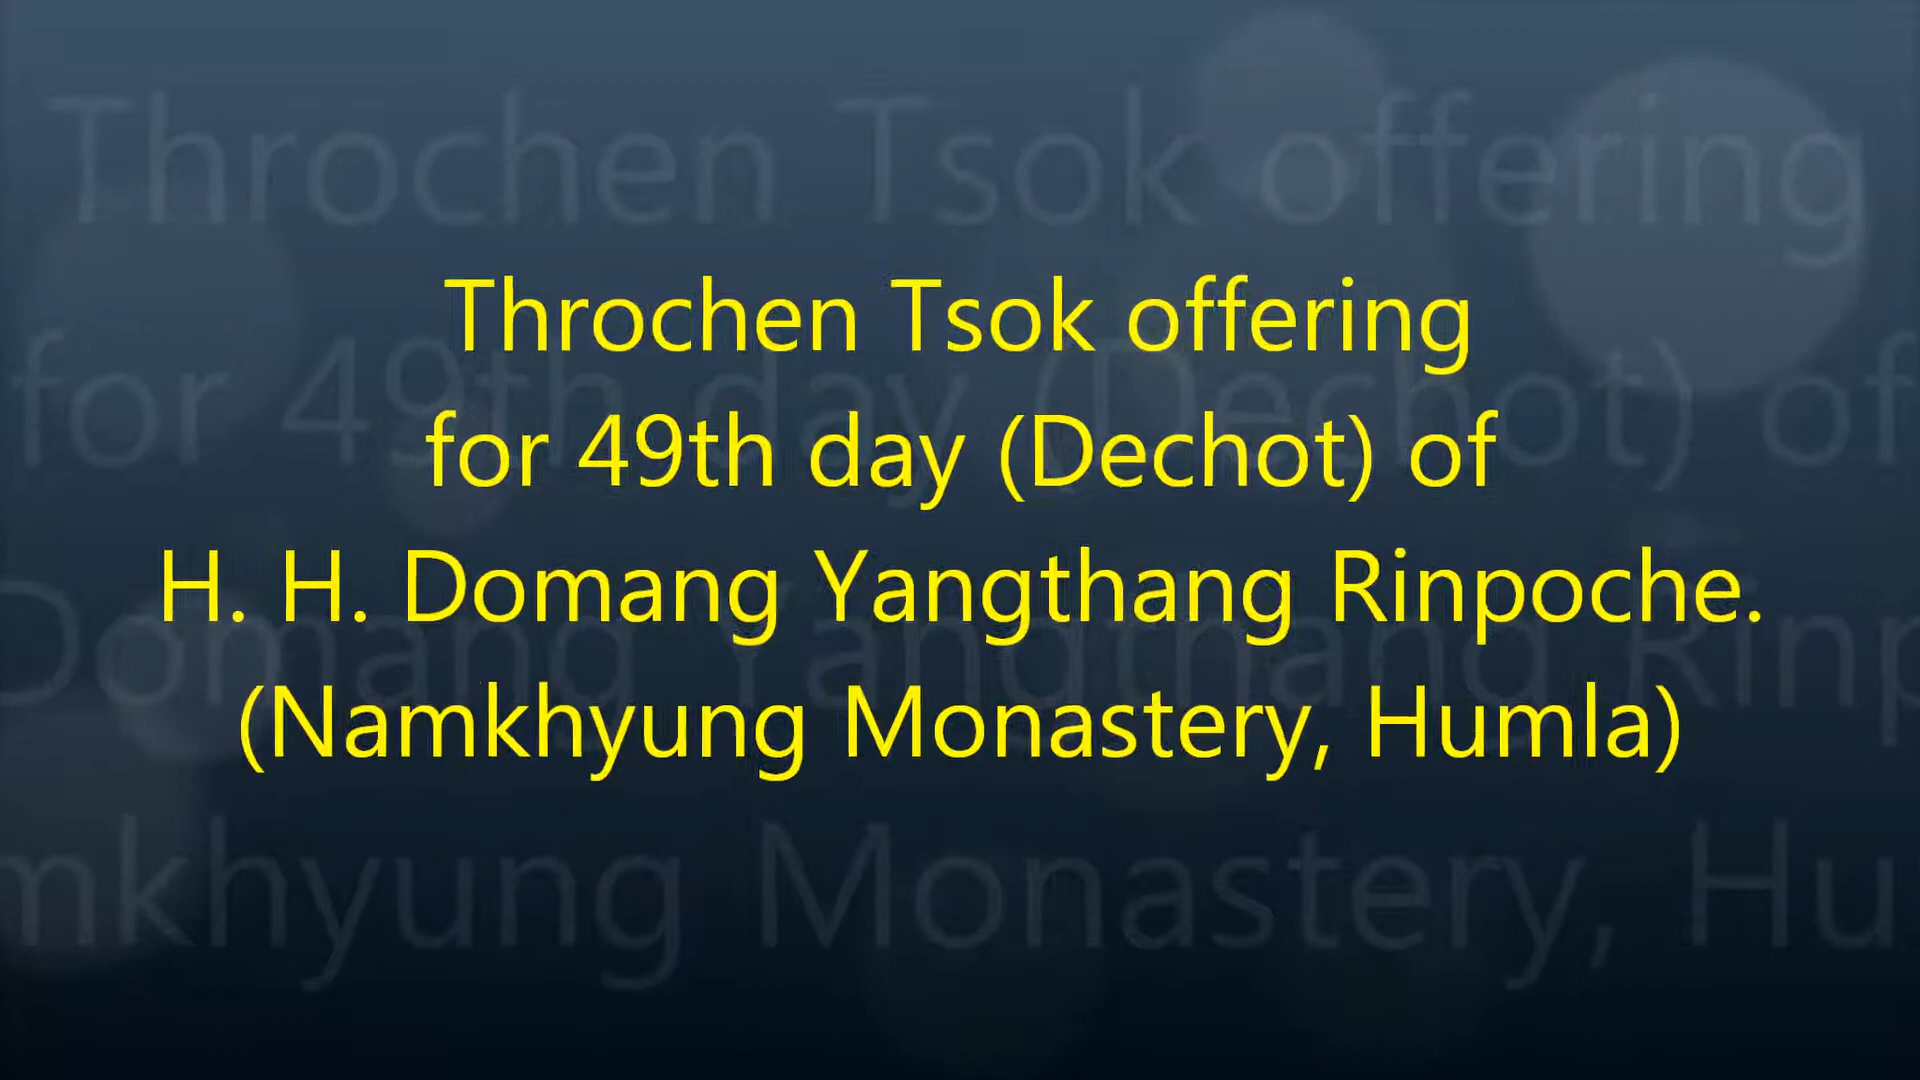 Throchen Tsok offering
for 49th day (Dechot) of
H. H. Domang Yangthang Rinpoche.
(Namkhyung Monastery, Humla)